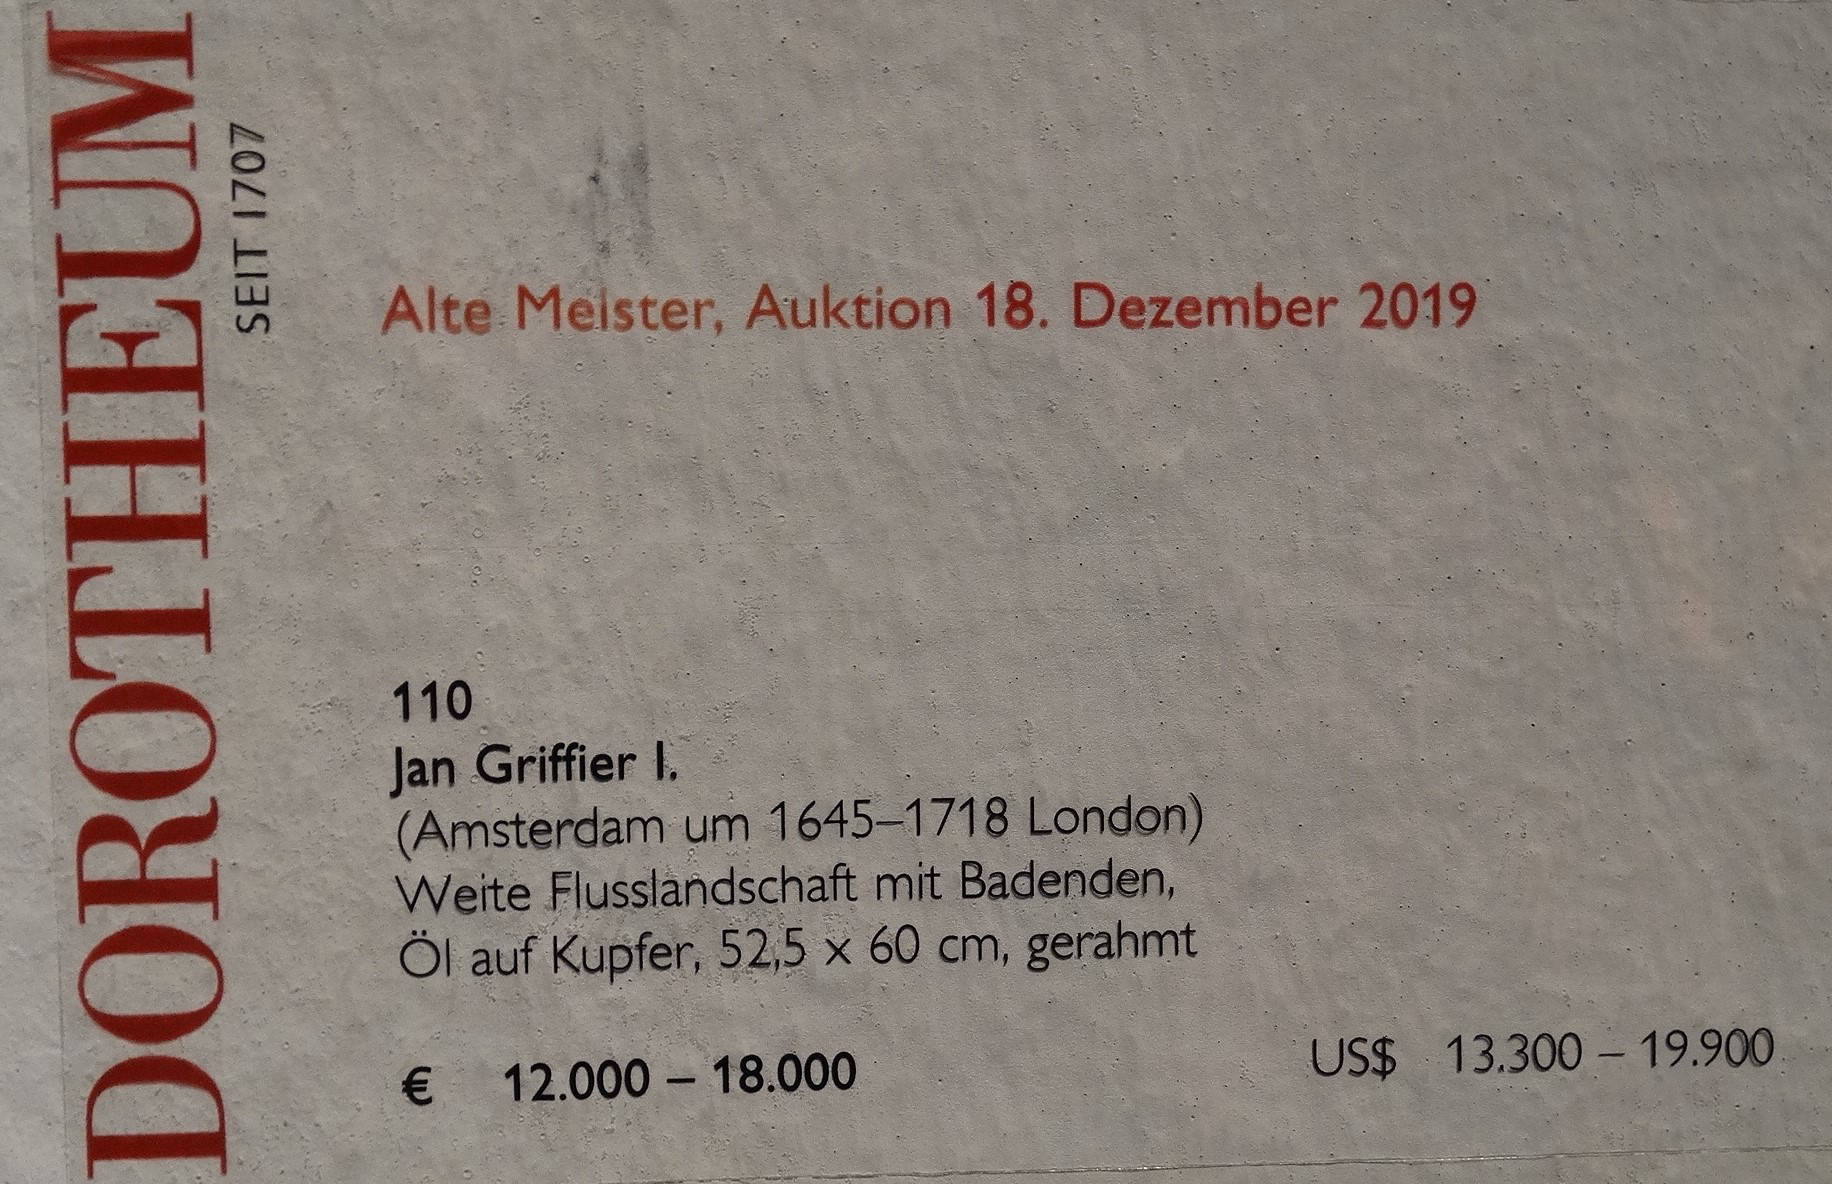 DOROTHEUM
SEIT 1707
Alte Meister, Auktion 18. Dezember 2019
110
Jan Griffier I.
(Amsterdam um 1645–1718 London)
Weite Flusslandschaft mit Badenden,
Öl auf Kupfer, 52,5 x 60 cm, gerahmt
€ 12.000 – 18.000 US$ 13.300 – 19.900